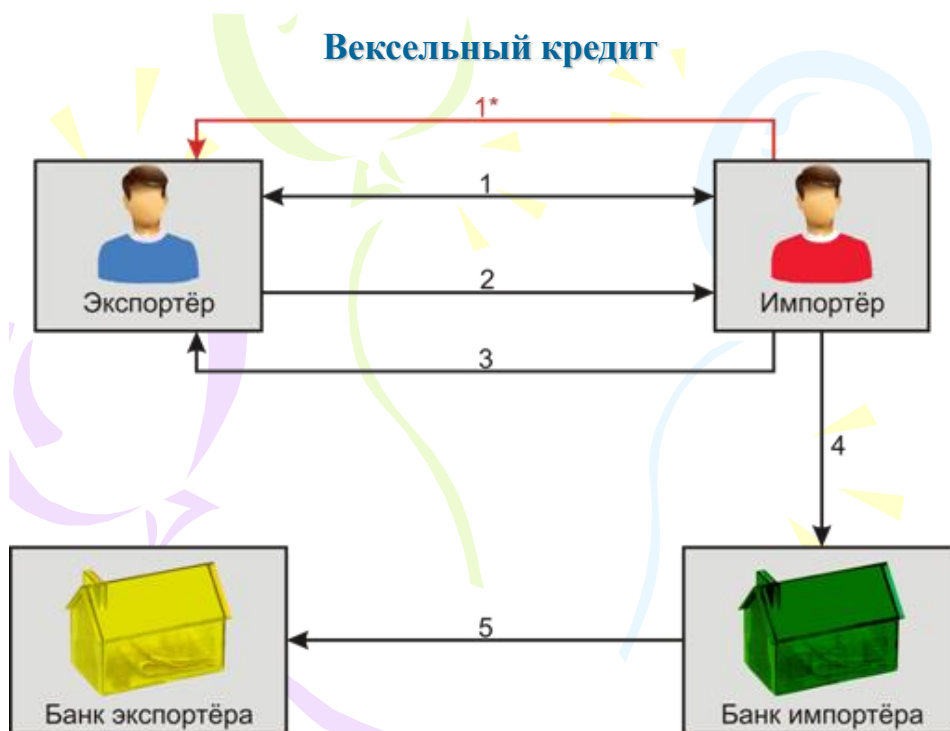 Вексельный кредит
1*
1
2
Экспортёр
Импортёр
3
4
5
Банк экспортёра
Банк импортёра